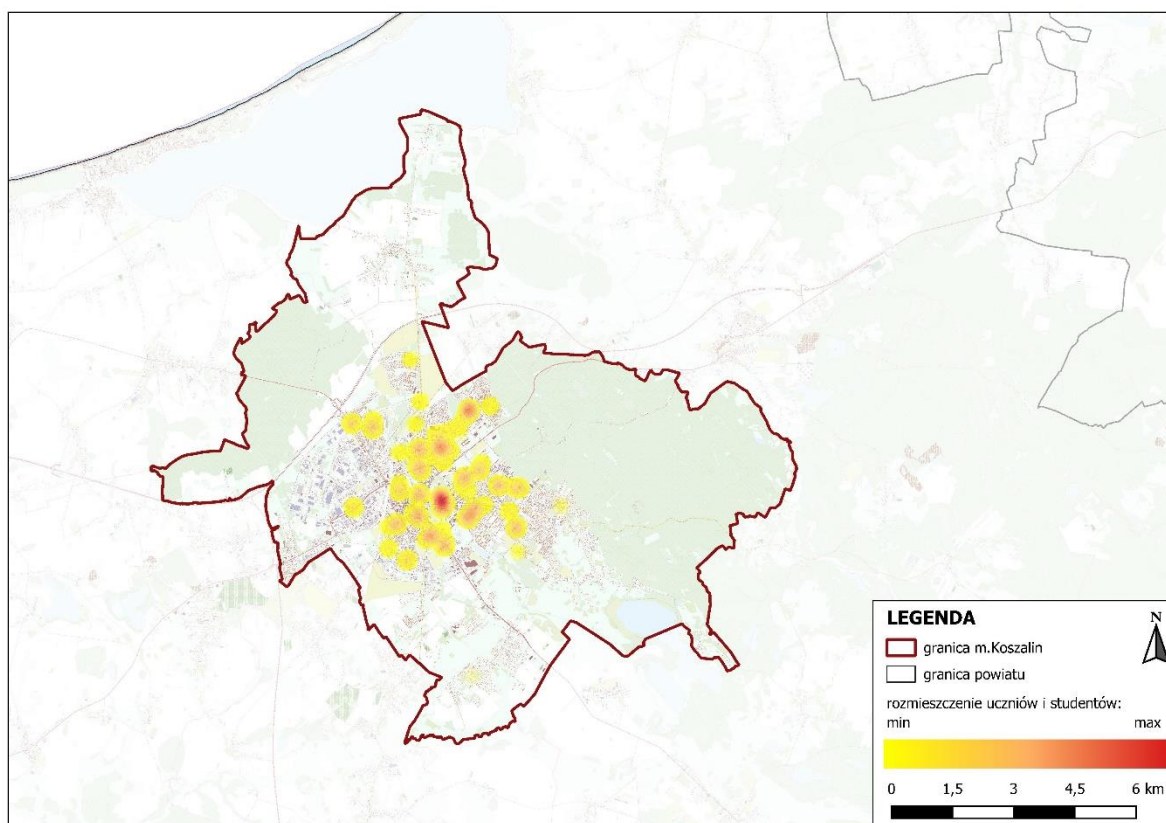 LEGENDA
N
granica m.Koszalin
granica powiatu
rozmieszczenie uczniów i studentów:
min max
0 1,5 3 4,5 6 km